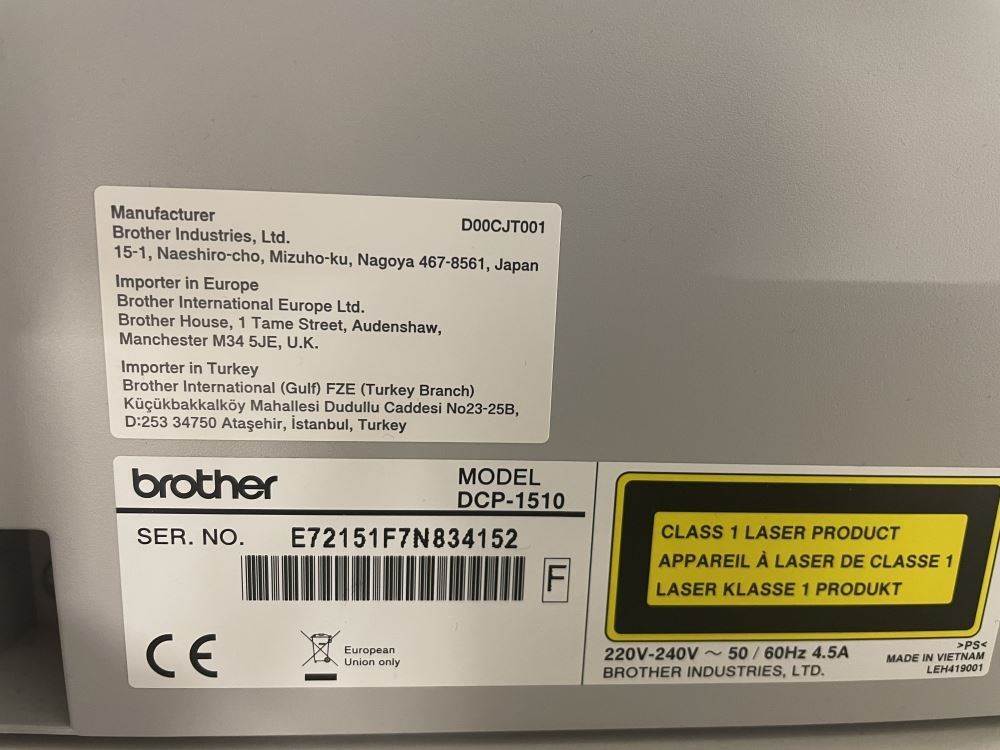 Manufacturer
D00CJT001
Brother Industries, Ltd.
15-1, Naeshiro-cho, Mizuho-ku, Nagoya 467-8561, Japan
Importer in Europe
Brother International Europe Ltd.
Brother House, 1 Tame Street, Audenshaw,
Manchester M34 5JE, U.K.
Importer in Turkey
Brother International (Gulf) FZE (Turkey Branch)
Küçükbakkalköy Mahallesi Dudullu Caddesi No23-25B,
D:253 34750 Ataşehir, İstanbul, Turkey
brother
MODEL
DCP-1510
SER. NO. E72151F7N834152
F
CE
European
Union only
CLASS 1 LASER PRODUCT
APPAREIL À LASER DE CLASSE 1
LASER KLASSE 1 PRODUKT
220V-240V ～ 50 / 60Hz 4.5A
BROTHER INDUSTRIES, LTD.
>PS<
MADE IN VIETNAM
LEH419001